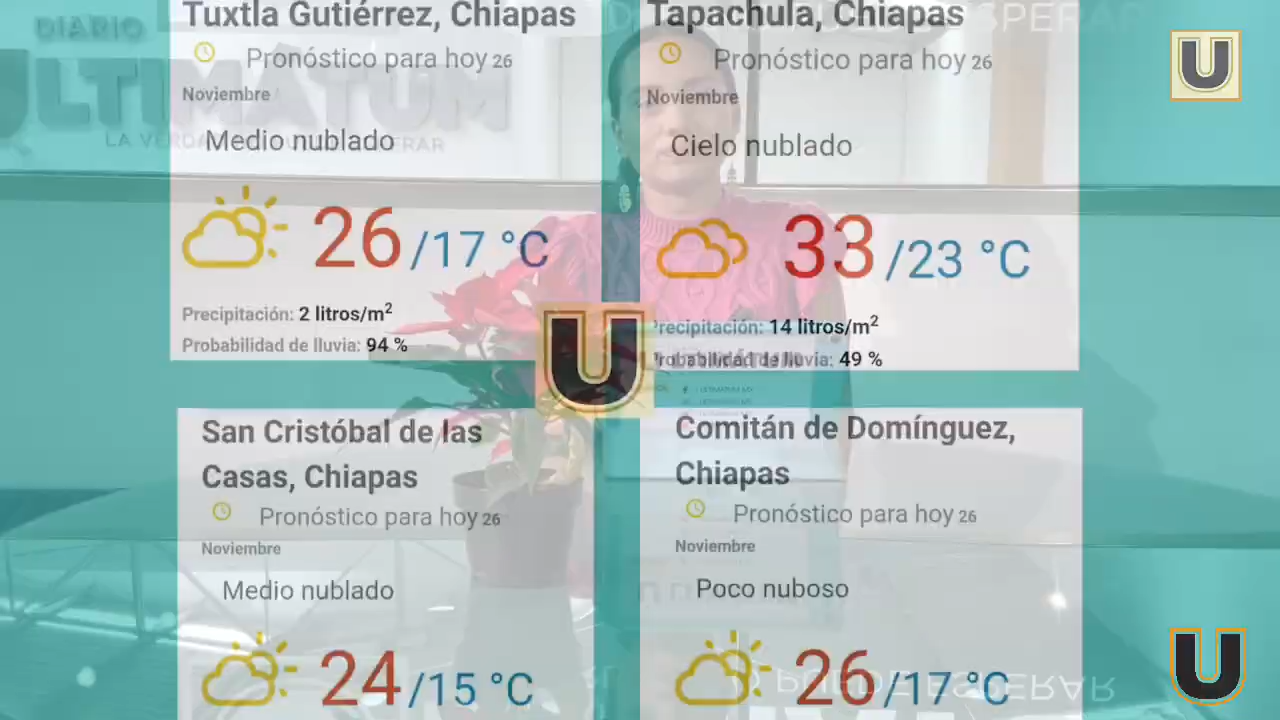 DIARIO
ULTIMATUM
Tuxtla Gutiérrez, Chiapas
Pronóstico para hoy 26
Noviembre
Medio nublado
26/17 °C
Precipitación: 2 litros/m²
Probabilidad de lluvia: 94 %
Tapachula, Chiapas
Pronóstico para hoy 26
Noviembre
Cielo nublado
33/23 °C
Precipitación: 14 litros/m²
Probabilidad de lluvia: 49 %
U
U
San Cristóbal de las
Casas, Chiapas
Pronóstico para hoy 26
Noviembre
Medio nublado
24/15 °C
Comitán de Domínguez,
Chiapas
Pronóstico para hoy 26
Noviembre
Poco nuboso
26/17 °C
U